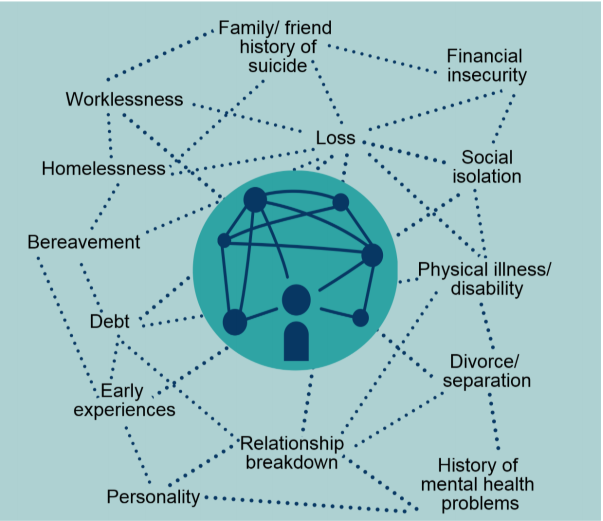 Family/ friend
history of
suicide
Financial
insecurity
Worklessness
Loss
Homelessness
Social
isolation
Bereavement
Physical illness/
disability
Debt
Divorce/
separation
Early
experiences
Relationship
breakdown
History of
mental health
problems
Personality